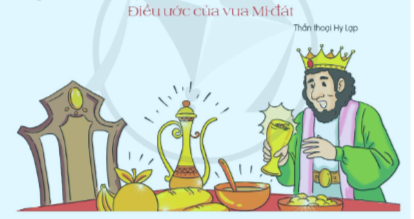 Điều ước của vua Mi-đát
Thần thoại Hy Lạp